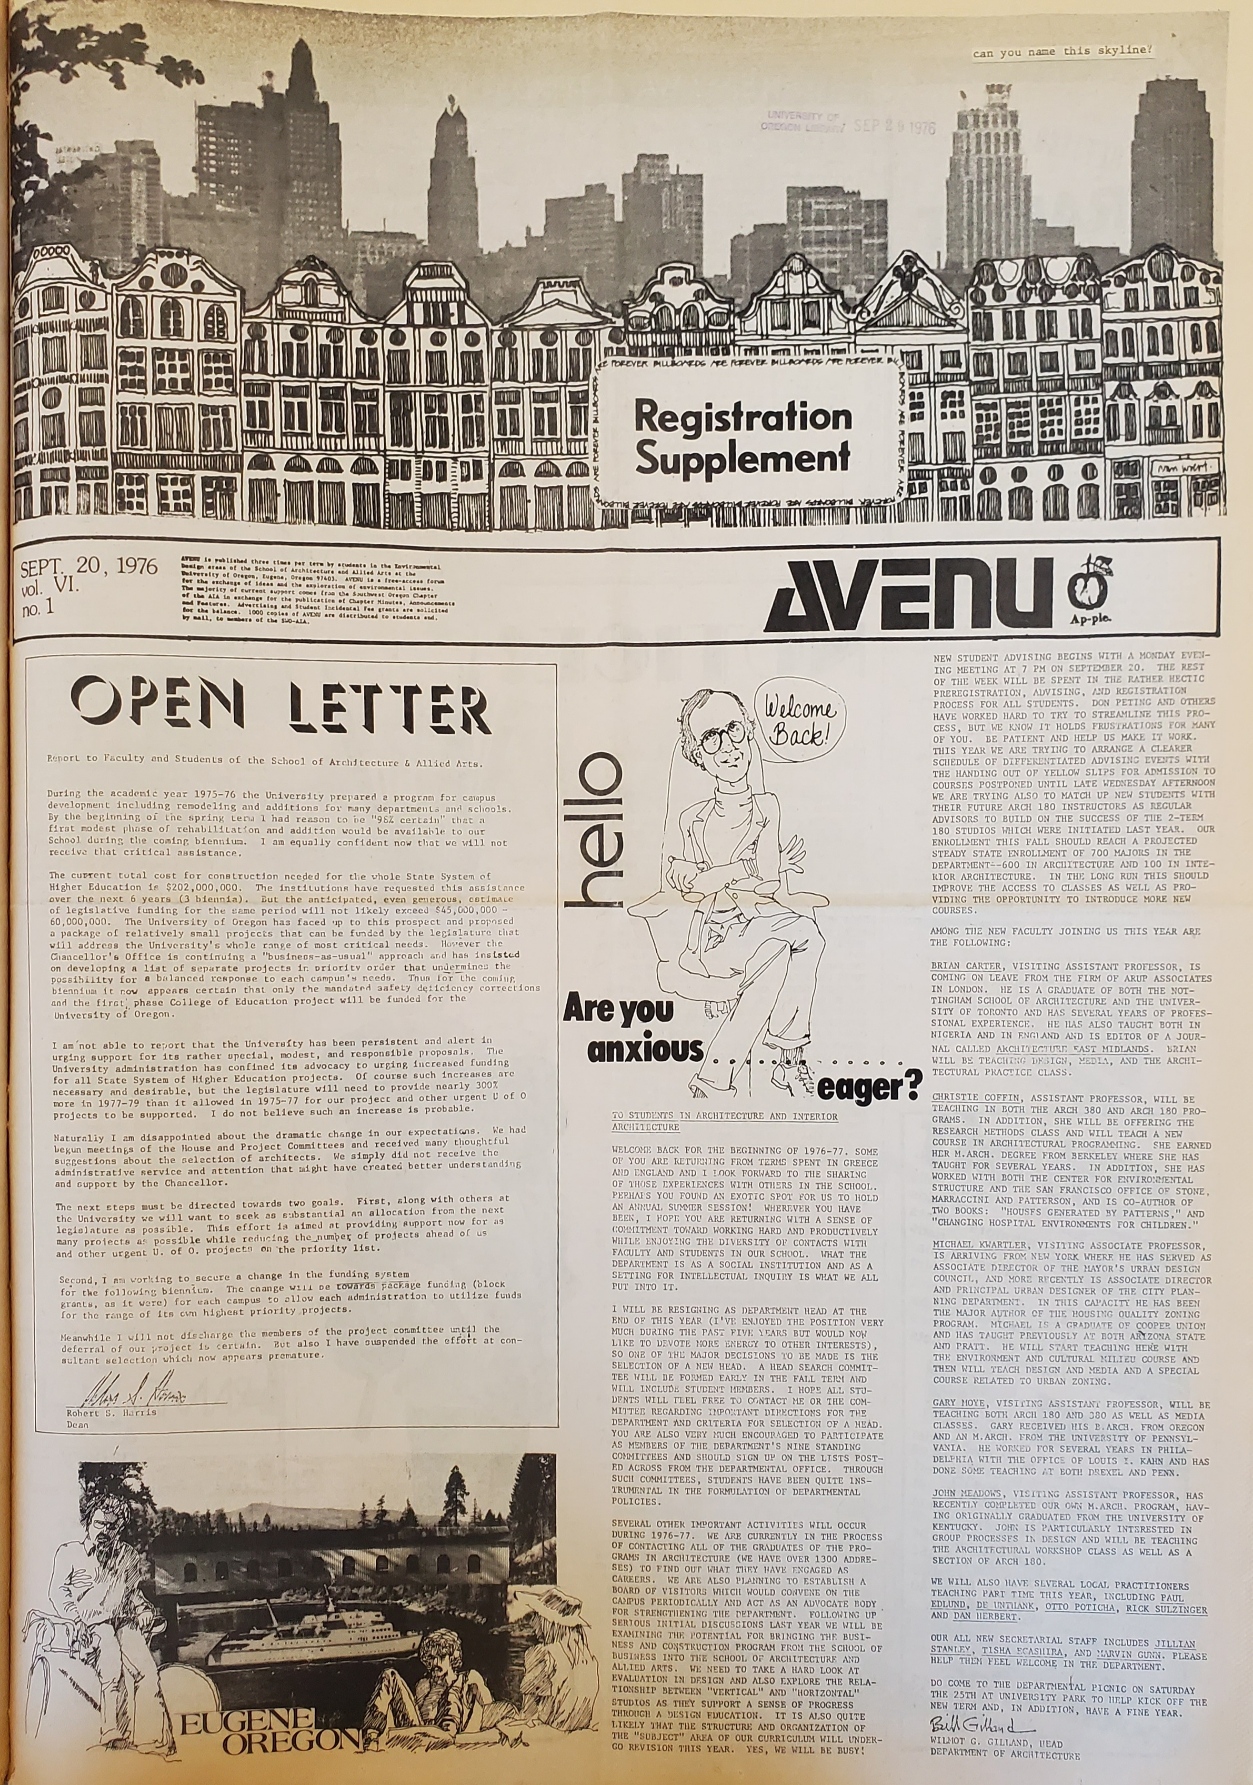 can you name this skyline?
UNIVERSITY OF
OREGON LIBRARY SEP 29 1976
FOREVER BILLBOARDS ARE FOREVER BILLBOARDS ARE FOREVER
Registration
Supplement
SEPT. 20, 1976
vol. VI.
no. 1
AVENU is published three times per term by students in the Environmental
Design areas of the School of Architecture and Allied Arts at the
University of Oregon, Eugene, Oregon 97403. AVENU is a free-access forum
for the exchange of ideas and the exploration of environmental issues.
The majority of current support comes from the Southwest Oregon Chapter
of the AIA in exchange for the publication of Chapter Minutes, Announcements
and Features. Advertising and Student Incidental Fee grants are solicited
for the balance. 1000 copies of AVENU are distributed to students and,
by mail, to members of the SWO-AIA.
AVENU
Ap-ple.
OPEN LETTER
Report to Faculty and Students of the School of Architecture & Allied Arts.
During the academic year 1975-76 the University prepared a program for campus
development including remodeling and additions for many departments and schools.
By the beginning of the spring term I had reason to be "96% certain" that a
first modest phase of rehabilitation and addition would be available to our
School during the coming biennium. I am equally confident now that we will not
receive that critical assistance.
The current total cost for construction needed for the whole State System of
Higher Education is $202,000,000. The institutions have requested this assistance
over the next 6 years (3 biennia). But the anticipated, even generous, estimate
of legislative funding for the same period will not likely exceed $45,000,000 -
60,000,000. The University of Oregon has faced up to this prospect and proposed
a package of relatively small projects that can be funded by the legislature that
will address the University's whole range of most critical needs. However the
Chancellor's Office is continuing a "business-as-usual" approach and has insisted
on developing a list of separate projects in priority order that undermines the
possibility for a balanced response to each campus's needs. Thus for the coming
biennium it now appears certain that only the mandated safety deficiency corrections
and the first phase College of Education project will be funded for the
University of Oregon.
I am not able to report that the University has been persistent and alert in
urging support for its rather special, modest, and responsible proposals. The
University administration has confined its advocacy to urging increased funding
for all State System of Higher Education projects. Of course such increases are
necessary and desirable, but the legislature will need to provide nearly 300%
more in 1977-79 than it allowed in 1975-77 for our project and other urgent U of O
projects to be supported. I do not believe such an increase is probable.
Naturally I am disappointed about the dramatic change in our expectations. We had
begun meetings of the House and Project Committees and received many thoughtful
suggestions about the selection of architects. We simply did not receive the
administrative service and attention that might have created better understanding
and support by the Chancellor.
The next steps must be directed towards two goals. First, along with others at
the University we will want to seek as substantial an allocation from the next
legislature as possible. This effort is aimed at providing support now for as
many projects as possible while reducing the number of projects ahead of us
and other urgent U. of O. projects on the priority list.
Second, I am working to secure a change in the funding system
for the following biennium. The change will be towards package funding (block
grants, as it were) for each campus to allow each administration to utilize funds
for the range of its own highest priority projects.
Meanwhile I will not discharge the members of the project committee until the
deferral of our project is certain. But also I have suspended the effort at con-
sultant selection which now appears premature.
Robert S. Harris
Dean
EUGENE
OREGON
hello
Welcome
Back!
Are you
anxious
eager?
TO STUDENTS IN ARCHITECTURE AND INTERIOR
ARCHITECTURE
WELCOME BACK FOR THE BEGINNING OF 1976-77. SOME
OF YOU ARE RETURNING FROM TERMS SPENT IN GREECE
AND ENGLAND AND I LOOK FORWARD TO THE SHARING
OF THOSE EXPERIENCES WITH OTHERS IN THE SCHOOL.
PERHAPS YOU FOUND AN EXOTIC SPOT FOR US TO HOLD
AN ANNUAL SUMMER SESSION! WHEREVER YOU HAVE
BEEN, I HOPE YOU ARE RETURNING WITH A SENSE OF
COMMITMENT TOWARD WORKING HARD AND PRODUCTIVELY
WHILE ENJOYING THE DIVERSITY OF CONTACTS WITH
FACULTY AND STUDENTS IN OUR SCHOOL. WHAT THE
DEPARTMENT IS AS A SOCIAL INSTITUTION AND AS A
SETTING FOR INTELLECTUAL INQUIRY IS WHAT WE ALL
PUT INTO IT.
I WILL BE RESIGNING AS DEPARTMENT HEAD AT THE
END OF THIS YEAR (I'VE ENJOYED THE POSITION VERY
MUCH DURING THE PAST FIVE YEARS BUT WOULD NOW
LIKE TO DEVOTE MORE ENERGY TO OTHER INTERESTS),
SO ONE OF THE MAJOR DECISIONS TO BE MADE IS THE
SELECTION OF A NEW HEAD. A HEAD SEARCH COMMIT-
TEE WILL BE FORMED EARLY IN THE FALL TERM AND
WILL INCLUDE STUDENT MEMBERS. I HOPE ALL STU-
DENTS WILL FEEL FREE TO CONTACT ME OR THE COM-
MITTEE REGARDING IMPORTANT DIRECTIONS FOR THE
DEPARTMENT AND CRITERIA FOR SELECTION OF A HEAD.
YOU ARE ALSO VERY MUCH ENCOURAGED TO PARTICIPATE
AS MEMBERS OF THE DEPARTMENT'S NINE STANDING
COMMITTEES AND SHOULD SIGN UP ON THE LISTS POST-
ED ACROSS FROM THE DEPARTMENTAL OFFICE. THROUGH
SUCH COMMITTEES, STUDENTS HAVE BEEN QUITE INS-
TRUMENTAL IN THE FORMULATION OF DEPARTMENTAL
POLICIES.
SEVERAL OTHER IMPORTANT ACTIVITIES WILL OCCUR
DURING 1976-77. WE ARE CURRENTLY IN THE PROCESS
OF CONTACTING ALL OF THE GRADUATES OF THE PRO-
GRAMS IN ARCHITECTURE (WE HAVE OVER 1300 ADDRE-
SES) TO FIND OUT WHAT THEY HAVE ENGAGED AS
CAREERS. WE ARE ALSO PLANNING TO ESTABLISH A
BOARD OF VISITORS WHICH WOULD CONVENE ON THE
CAMPUS PERIODICALLY AND ACT AS AN ADVOCATE BODY
FOR STRENGTHENING THE DEPARTMENT. FOLLOWING UP
SERIOUS INITIAL DISCUSSIONS LAST YEAR WE WILL BE
EXAMINING THE POTENTIAL FOR BRINGING THE BUSI-
NESS AND CONSTRUCTION PROGRAM FROM THE SCHOOL OF
BUSINESS INTO THE SCHOOL OF ARCHITECTURE AND
ALLIED ARTS. WE NEED TO TAKE A HARD LOOK AT
EVALUATION IN DESIGN AND ALSO EXPLORE THE RELA-
TIONSHIP BETWEEN "VERTICAL" AND "HORIZONTAL"
STUDIOS AS THEY SUPPORT A SENSE OF PROGRESS
THROUGH A DESIGN EDUCATION. IT IS ALSO QUITE
LIKELY THAT THE STRUCTURE AND ORGANIZATION OF
THE "SUBJECT" AREA OF OUR CURRICULUM WILL UNDER-
GO REVISION THIS YEAR. YES, WE WILL BE BUSY!
NEW STUDENT ADVISING BEGINS WITH A MONDAY EVEN-
ING MEETING AT 7 PM ON SEPTEMBER 20. THE REST
OF THE WEEK WILL BE SPENT IN THE RATHER HECTIC
PREREGISTRATION, ADVISING, AND REGISTRATION
PROCESS FOR ALL STUDENTS. DON PETING AND OTHERS
HAVE WORKED HARD TO TRY TO STREAMLINE THIS PRO-
CESS, BUT WE KNOW IT HOLDS FRUSTRATIONS FOR MANY
OF YOU. BE PATIENT AND HELP US MAKE IT WORK.
THIS YEAR WE ARE TRYING TO ARRANGE A CLEARER
SCHEDULE OF DIFFERENTIATED ADVISING EVENTS WITH
THE HANDING OUT OF YELLOW SLIPS FOR ADMISSION TO
COURSES POSTPONED UNTIL LATE WEDNESDAY AFTERNOON
WE ARE TRYING ALSO TO MATCH UP NEW STUDENTS WITH
THEIR FUTURE ARCH 180 INSTRUCTORS AS REGULAR
ADVISORS TO BUILD ON THE SUCCESS OF THE 2-TERM
180 STUDIOS WHICH WERE INITIATED LAST YEAR. OUR
ENROLLMENT THIS FALL SHOULD REACH A PROJECTED
STEADY STATE ENROLLMENT OF 700 MAJORS IN THE
DEPARTMENT--600 IN ARCHITECTURE AND 100 IN INTE-
RIOR ARCHITECTURE. IN THE LONG RUN THIS SHOULD
IMPROVE THE ACCESS TO CLASSES AS WELL AS PRO-
VIDING THE OPPORTUNITY TO INTRODUCE MORE NEW
COURSES.
AMONG THE NEW FACULTY JOINING US THIS YEAR ARE
THE FOLLOWING:
BRIAN CARTER, VISITING ASSISTANT PROFESSOR, IS
COMING ON LEAVE FROM THE FIRM OF ARUP ASSOCIATES
IN LONDON. HE IS A GRADUATE OF BOTH THE NOT-
TINGHAM SCHOOL OF ARCHITECTURE AND THE UNIVER-
SITY OF TORONTO AND HAS SEVERAL YEARS OF PROFES-
SIONAL EXPERIENCE. HE HAS ALSO TAUGHT BOTH IN
NIGERIA AND IN ENGLAND AND IS EDITOR OF A JOUR-
NAL CALLED ARCHITECTURE EAST MIDLANDS. BRIAN
WILL BE TEACHING DESIGN, MEDIA, AND THE ARCHI-
TECTURAL PRACTICE CLASS.
CHRISTIE COFFIN, ASSISTANT PROFESSOR, WILL BE
TEACHING IN BOTH THE ARCH 380 AND ARCH 180 PRO-
GRAMS. IN ADDITION, SHE WILL BE OFFERING THE
RESEARCH METHODS CLASS AND WILL TEACH A NEW
COURSE IN ARCHITECTURAL PROGRAMMING. SHE EARNED
HER M.ARCH. DEGREE FROM BERKELEY WHERE SHE HAS
TAUGHT FOR SEVERAL YEARS. IN ADDITION, SHE HAS
WORKED WITH BOTH THE CENTER FOR ENVIRONMENTAL
STRUCTURE AND THE SAN FRANCISCO OFFICE OF STONE,
MARRACCINI AND PATTERSON, AND IS CO-AUTHOR OF
TWO BOOKS: "HOUSES GENERATED BY PATTERNS," AND
"CHANGING HOSPITAL ENVIRONMENTS FOR CHILDREN."
MICHAEL KWARTLER, VISITING ASSOCIATE PROFESSOR,
IS ARRIVING FROM NEW YORK WHERE HE HAS SERVED AS
ASSOCIATE DIRECTOR OF THE MAYOR'S URBAN DESIGN
COUNCIL, AND MORE RECENTLY IS ASSOCIATE DIRECTOR
AND PRINCIPAL URBAN DESIGNER OF THE CITY PLAN-
NING DEPARTMENT. IN THIS CAPACITY HE HAS BEEN
THE MAJOR AUTHOR OF THE HOUSING QUALITY ZONING
PROGRAM. MICHAEL IS A GRADUATE OF COOPER UNION
AND HAS TAUGHT PREVIOUSLY AT BOTH ARIZONA STATE
AND PRATT. HE WILL START TEACHING HERE WITH
THE ENVIRONMENT AND CULTURAL MILIEU COURSE AND
THEN WILL TEACH DESIGN AND MEDIA AND A SPECIAL
COURSE RELATED TO URBAN ZONING.
GARY MOYE, VISITING ASSISTANT PROFESSOR, WILL BE
TEACHING BOTH ARCH 180 AND 380 AS WELL AS MEDIA
CLASSES. GARY RECEIVED HIS B.ARCH. FROM OREGON
AND AN M.ARCH. FROM THE UNIVERSITY OF PENNSYL-
VANIA. HE WORKED FOR SEVERAL YEARS IN PHILA-
DELPHIA WITH THE OFFICE OF LOUIS I. KAHN AND HAS
DONE SOME TEACHING AT BOTH DREXEL AND PENN.
JOHN MEADOWS, VISITING ASSISTANT PROFESSOR, HAS
RECENTLY COMPLETED OUR OWN M.ARCH. PROGRAM, HAV-
ING ORIGINALLY GRADUATED FROM THE UNIVERSITY OF
KENTUCKY. JOHN IS PARTICULARLY INTERESTED IN
GROUP PROCESSES IN DESIGN AND WILL BE TEACHING
THE ARCHITECTURAL WORKSHOP CLASS AS WELL AS A
SECTION OF ARCH 180.
WE WILL ALSO HAVE SEVERAL LOCAL PRACTITIONERS
TEACHING PART TIME THIS YEAR, INCLUDING PAUL
EDLUND, DE UNTHANK, OTTO POTICHA, RICK SULZINGER
AND DAN HERBERT.
OUR ALL NEW SECRETARIAL STAFF INCLUDES JILLIAN
STANLEY, TISHA EGASHIRA, AND MARVIN GUNN. PLEASE
HELP THEM FEEL WELCOME IN THE DEPARTMENT.
DO COME TO THE DEPARTMENTAL PICNIC ON SATURDAY
THE 25TH AT UNIVERSITY PARK TO HELP KICK OFF THE
NEW TERM AND, IN ADDITION, HAVE A FINE YEAR.
Bill Gilland
WILMOT G. GILLAND, HEAD
DEPARTMENT OF ARCHITECTURE